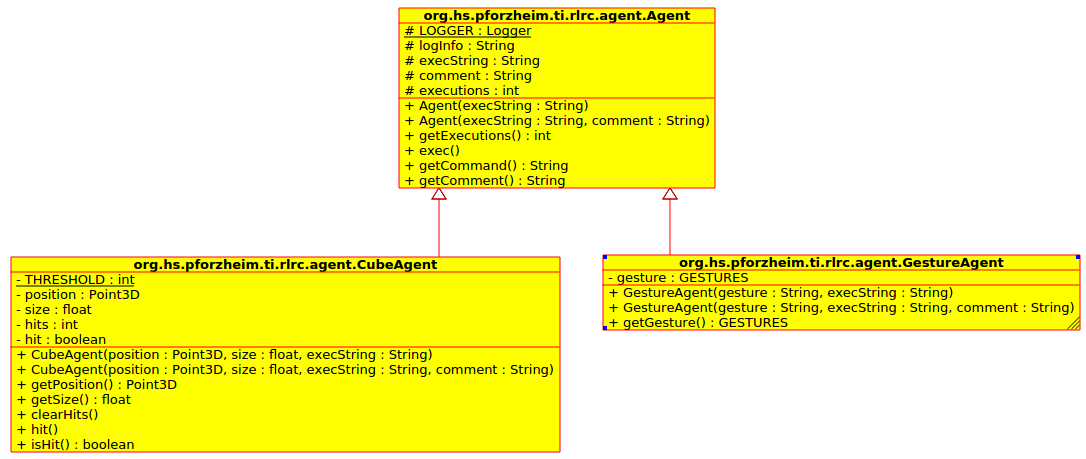 org.hs.pforzheim.ti.rlrc.agent.Agent
# LOGGER : Logger
# logInfo : String
# execString : String
# comment : String
# executions : int
+ Agent(execString : String)
+ Agent(execString : String, comment : String)
+ getExecutions() : int
+ exec()
+ getCommand() : String
+ getComment() : String
org.hs.pforzheim.ti.rlrc.agent.CubeAgent
- THRESHOLD : int
- position : Point3D
- size : float
- hits : int
- hit : boolean
+ CubeAgent(position : Point3D, size : float, execString : String)
+ CubeAgent(position : Point3D, size : float, execString : String, comment : String)
+ getPosition() : Point3D
+ getSize() : float
+ clearHits()
+ hit()
+ isHit() : boolean
org.hs.pforzheim.ti.rlrc.agent.GestureAgent
- gesture : GESTURES
+ GestureAgent(gesture : String, execString : String)
+ GestureAgent(gesture : String, execString : String, comment : String)
+ getGesture() : GESTURES